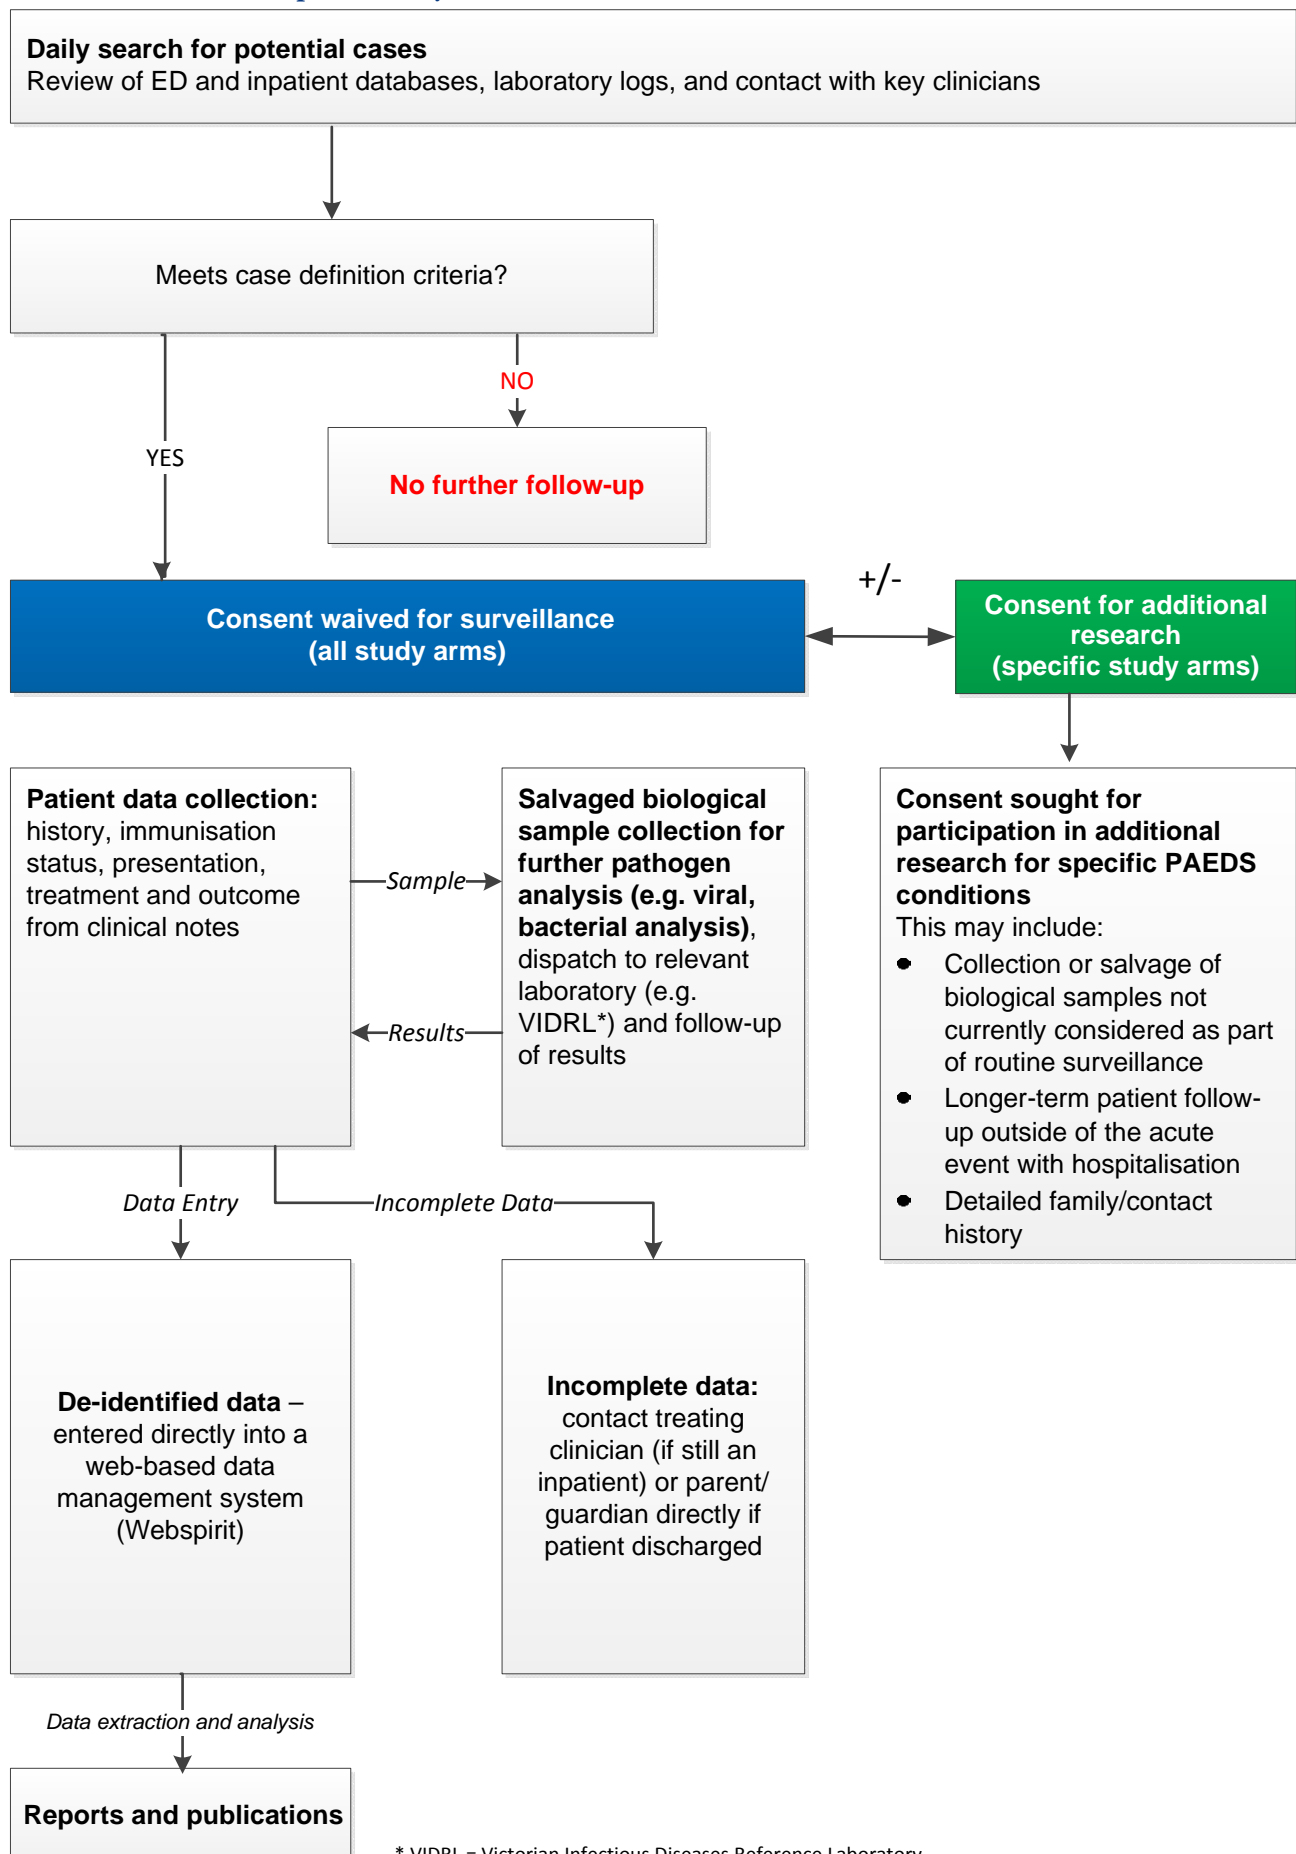 Daily search for potential cases
Review of ED and inpatient databases, laboratory logs, and contact with key clinicians
Meets case definition criteria?
NO
YES
No further follow-up
Consent waived for surveillance
(all study arms)
+/-
Consent for additional
research
(specific study arms)
Patient data collection:
history, immunisation
status, presentation,
treatment and outcome
from clinical notes
Sample
Results
Salvaged biological
sample collection for
further pathogen
analysis (e.g. viral,
bacterial analysis),
dispatch to relevant
laboratory (e.g.
VIDRL*) and follow-up
of results
Consent sought for
participation in additional
research for specific PAEDS
conditions
This may include:
● Collection or salvage of
biological samples not
currently considered as part
of routine surveillance
● Longer-term patient follow-
up outside of the acute
event with hospitalisation
● Detailed family/contact
history
Data Entry
Incomplete Data
De-identified data –
entered directly into a
web-based data
management system
(Webspirit)
Incomplete data:
contact treating
clinician (if still an
inpatient) or parent/
guardian directly if
patient discharged
Data extraction and analysis
Reports and publications
* VIDRL = Victorian Infectious Diseases Reference Laboratory